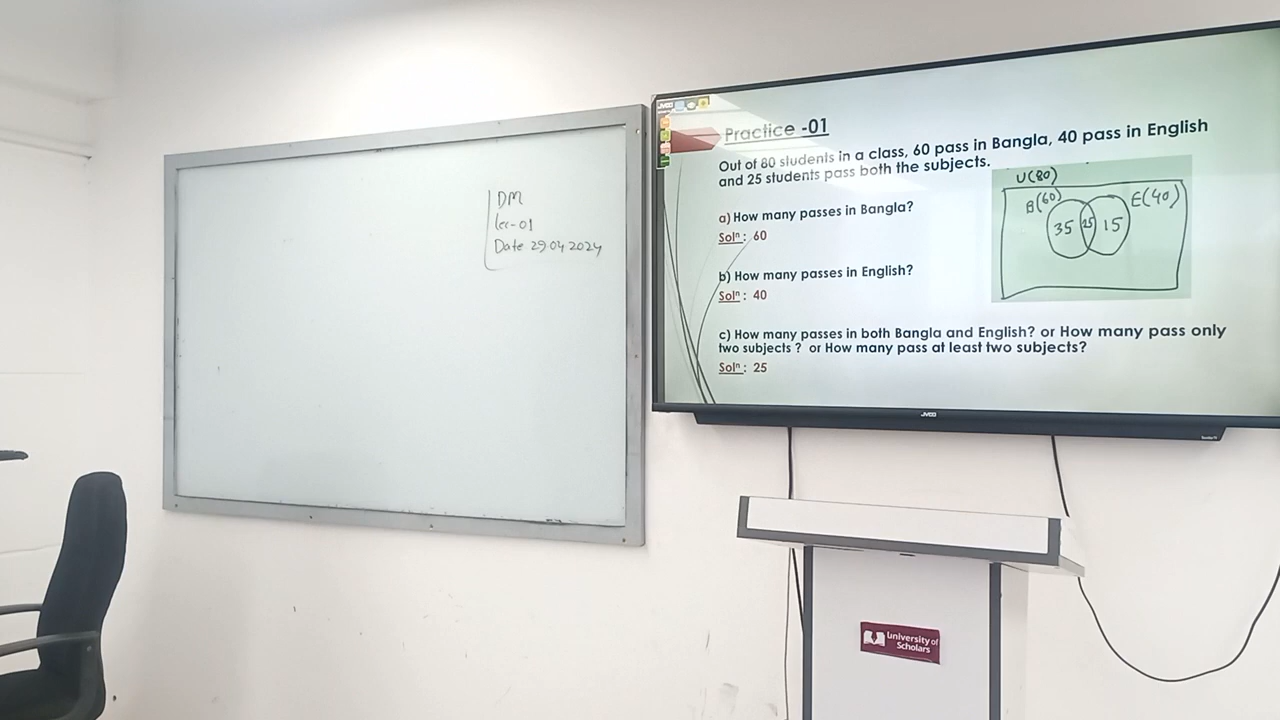 DM
lec-01
Date 29 04 2024
JVCO
Practice -01
Out of 80 students in a class, 60 pass in Bangla, 40 pass in English
and 25 students pass both the subjects.
U(80)
B(60)
E(40)
35 25 15
a) How many passes in Bangla?
Solⁿ: 60
b) How many passes in English?
Solⁿ: 40
c) How many passes in both Bangla and English? or How many pass only
two subjects ? or How many pass at least two subjects?
Solⁿ: 25
JVCO
University of
Scholars